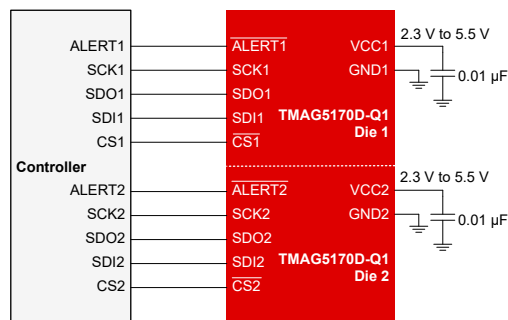 ALERT1
SCK1
SDO1
SDI1
CS1
Controller
ALERT2
SCK2
SDO2
SDI2
CS2
ALERT1
SCK1
SDO1
SDI1
CS1
VCC1
GND1
TMAG5170D-Q1
Die 1
ALERT2
SCK2
SDO2
SDI2
CS2
VCC2
GND2
TMAG5170D-Q1
Die 2
2.3 V to 5.5 V
0.01 µF
2.3 V to 5.5 V
0.01 µF